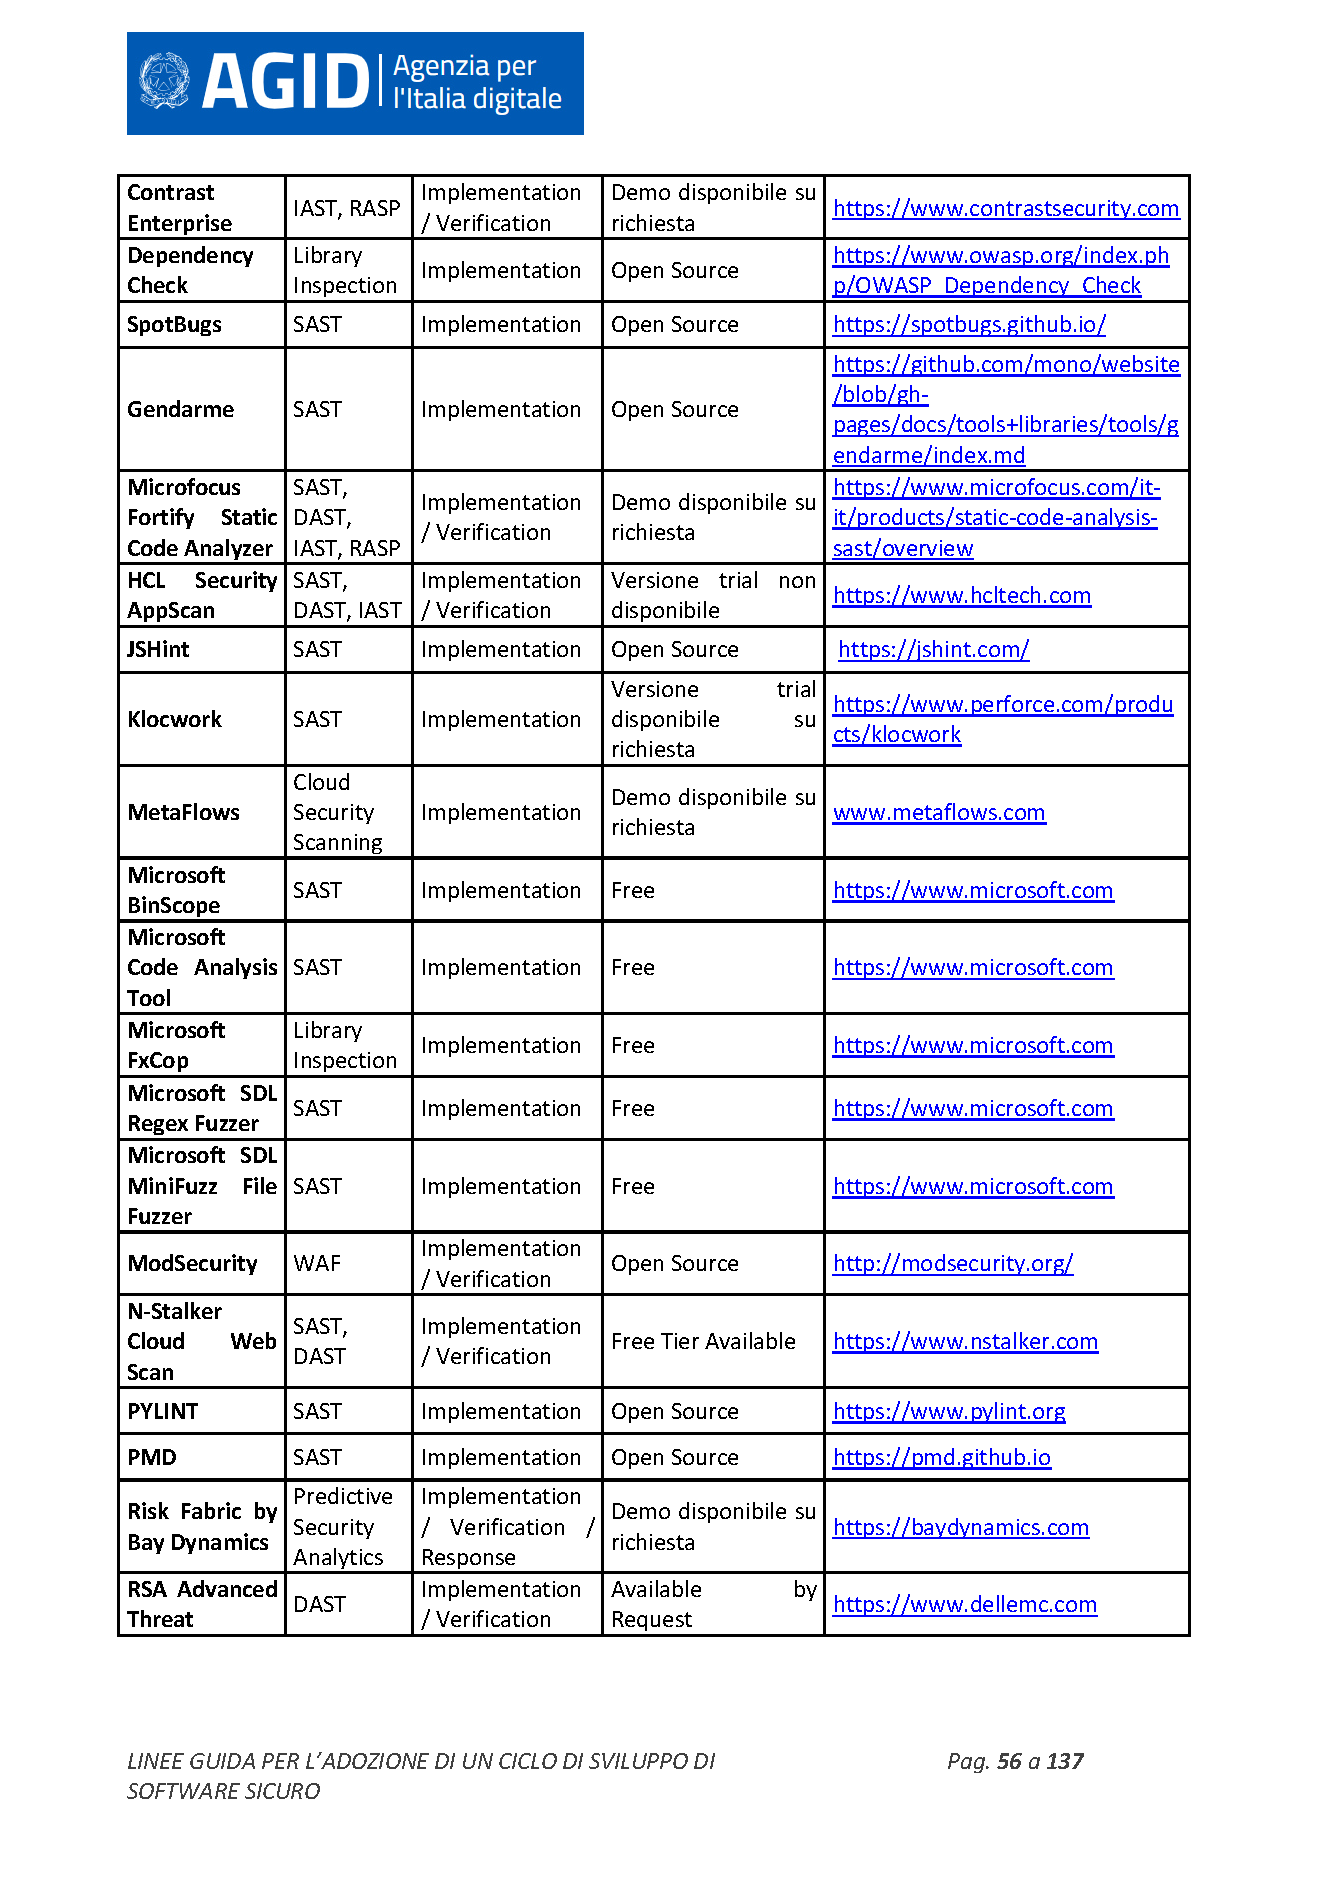 AGID Agenzia per
l'Italia digitale
Contrast
Enterprise
IAST, RASP
Implementation
/ Verification
Demo disponibile su
richiesta
https://www.contrastsecurity.com
Dependency
Check
Library
Inspection
Implementation
Open Source
https://www.owasp.org/index.ph
p/OWASP_Dependency_Check
SpotBugs
SAST
Implementation
Open Source
https://spotbugs.github.io/
Gendarme
SAST
Implementation
Open Source
https://github.com/mono/website
/blob/gh-
pages/docs/tools+libraries/tools/g
endarme/index.md
Microfocus
Fortify Static
Code Analyzer
SAST,
DAST,
IAST, RASP
Implementation
/ Verification
Demo disponibile su
richiesta
https://www.microfocus.com/it-
it/products/static-code-analysis-
sast/overview
HCL Security
AppScan
SAST,
DAST, IAST
Implementation
/ Verification
Versione trial non
disponibile
https://www.hcltech.com
JSHint
SAST
Implementation
Open Source
https://jshint.com/
Klocwork
SAST
Implementation
Versione trial
disponibile su
richiesta
https://www.perforce.com/produ
cts/klocwork
MetaFlows
Cloud
Security
Scanning
Implementation
Demo disponibile su
richiesta
www.metaflows.com
Microsoft
BinScope
SAST
Implementation
Free
https://www.microsoft.com
Microsoft
Code Analysis
Tool
SAST
Implementation
Free
https://www.microsoft.com
Microsoft
FxCop
Library
Inspection
Implementation
Free
https://www.microsoft.com
Microsoft SDL
Regex Fuzzer
SAST
Implementation
Free
https://www.microsoft.com
Microsoft SDL
MiniFuzz File
Fuzzer
SAST
Implementation
Free
https://www.microsoft.com
ModSecurity
WAF
Implementation
/ Verification
Open Source
http://modsecurity.org/
N-Stalker
Cloud Web
Scan
SAST,
DAST
Implementation
/ Verification
Free Tier Available
https://www.nstalker.com
PYLINT
SAST
Implementation
Open Source
https://www.pylint.org
PMD
SAST
Implementation
Open Source
https://pmd.github.io
Risk Fabric by
Bay Dynamics
Predictive
Security
Analytics
Implementation
/ Verification /
Response
Demo disponibile su
richiesta
https://baydynamics.com
RSA Advanced
Threat
DAST
Implementation
/ Verification
Available by
Request
https://www.dellemc.com
LINEE GUIDA PER L’ADOZIONE DI UN CICLO DI SVILUPPO DI
SOFTWARE SICURO
Pag. 56 a 137